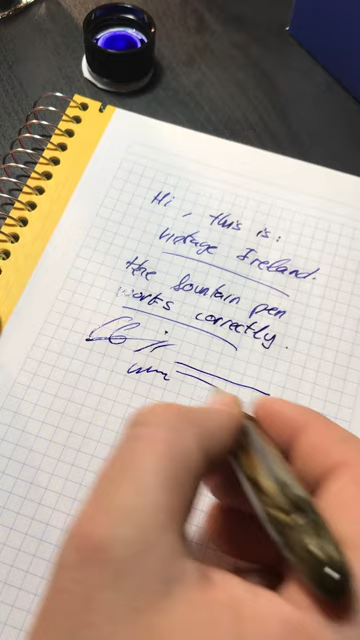 Hi, this is:
vintage Ireland.
the fountain pen
works correctly.